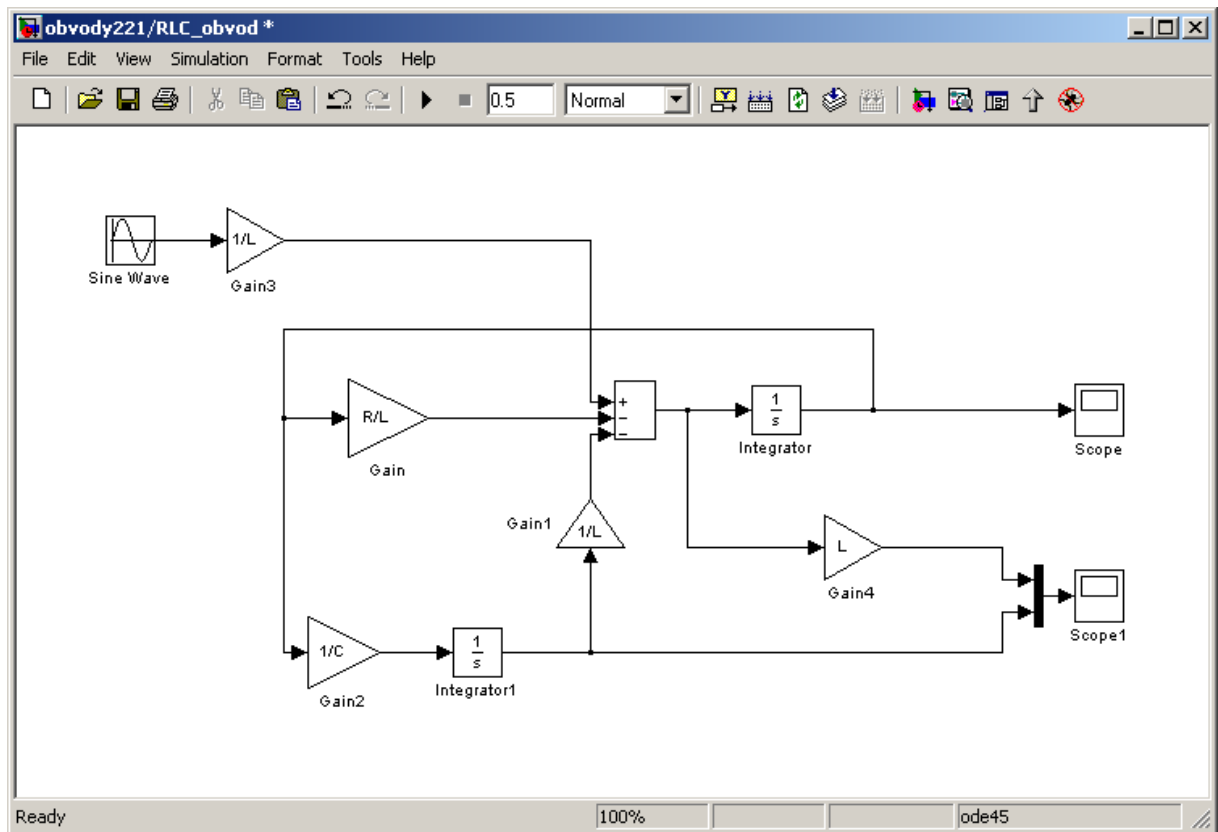 obvody221/RLC_obvod *
File Edit View Simulation Format Tools Help
0.5 Normal
Sine Wave
1/L
Gain3
R/L
Gain
+
−
−
1
s
Integrator
Scope
Gain1
1/L
L
Gain4
Scope1
1/C
Gain2
1
s
Integrator1
Ready 100% ode45